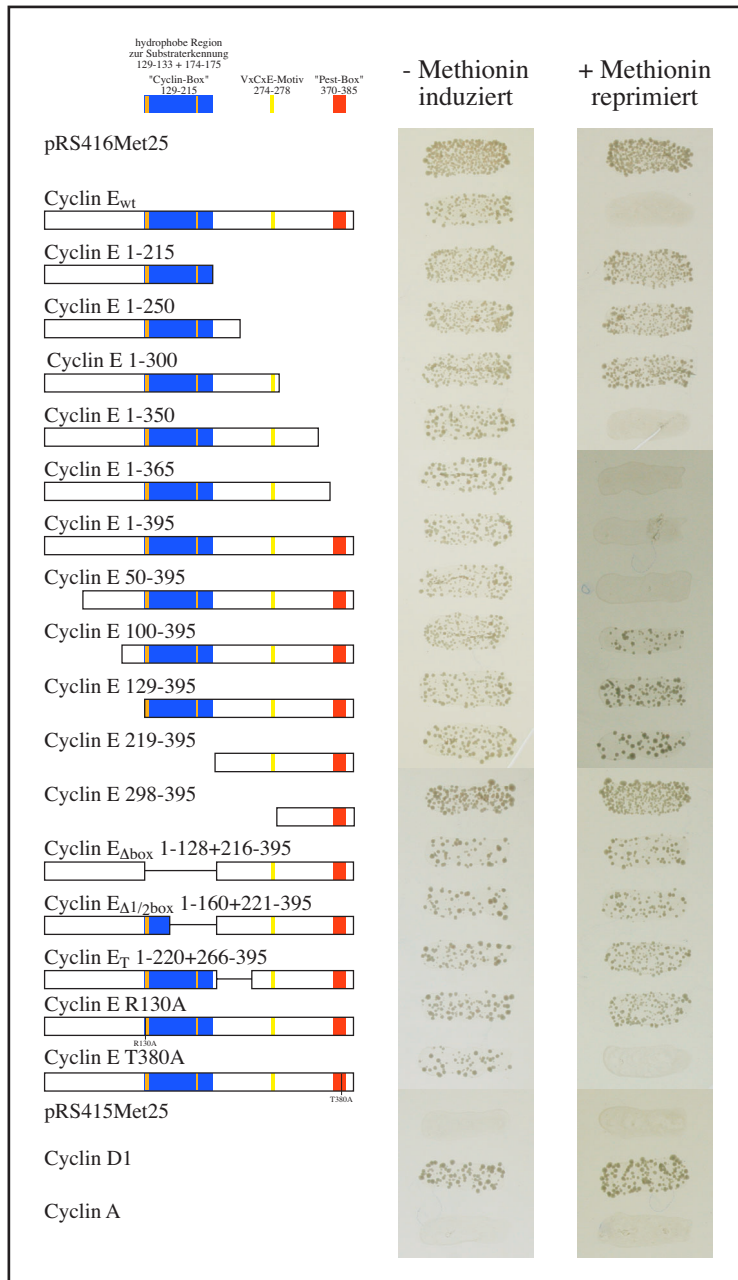 hydrophobe Region
zur Substraterkennung
129-133 + 174-175
"Cyclin-Box"
129-215
VxCxE-Motiv
274-278
"Pest-Box"
370-385
- Methionin
induziert
+ Methionin
reprimiert
pRS416Met25
Cyclin Ewt
Cyclin E 1-215
Cyclin E 1-250
Cyclin E 1-300
Cyclin E 1-350
Cyclin E 1-365
Cyclin E 1-395
Cyclin E 50-395
Cyclin E 100-395
Cyclin E 129-395
Cyclin E 219-395
Cyclin E 298-395
Cyclin EΔbox 1-128+216-395
Cyclin EΔ1/2box 1-160+221-395
Cyclin ET 1-220+266-395
Cyclin E R130A
R130A
Cyclin E T380A
T380A
pRS415Met25
Cyclin D1
Cyclin A